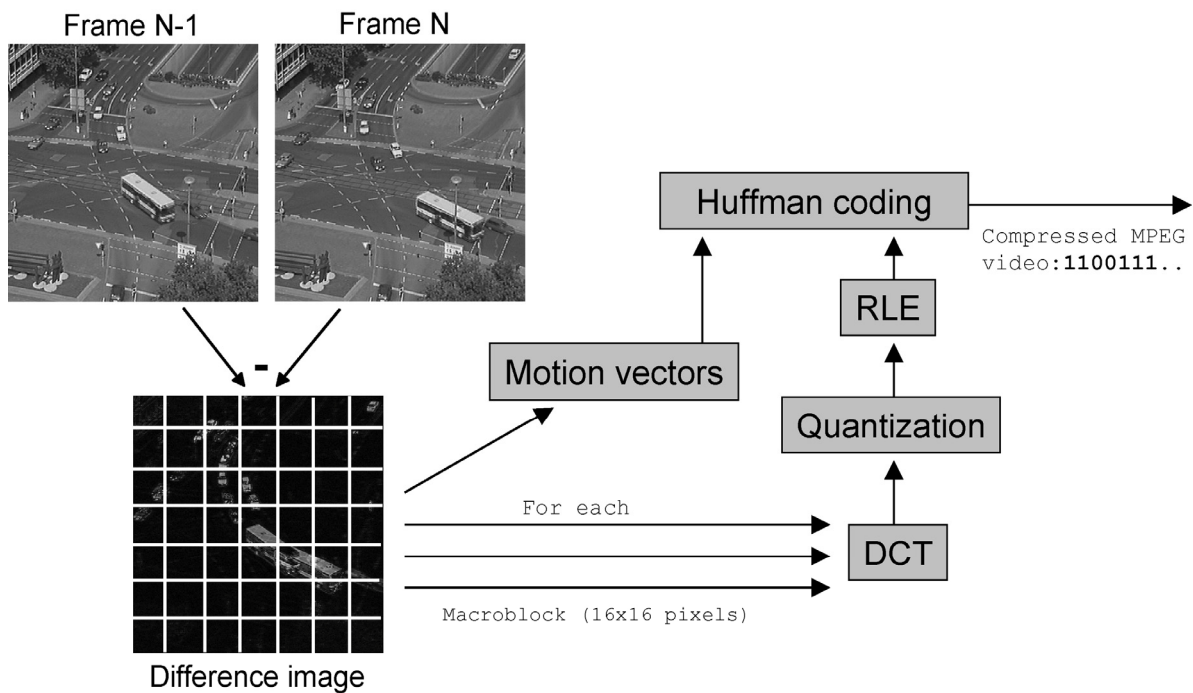 Frame N-1
Frame N
-
Difference image
Motion vectors
For each
Macroblock (16x16 pixels)
DCT
Quantization
RLE
Huffman coding
Compressed MPEG
video:1100111..